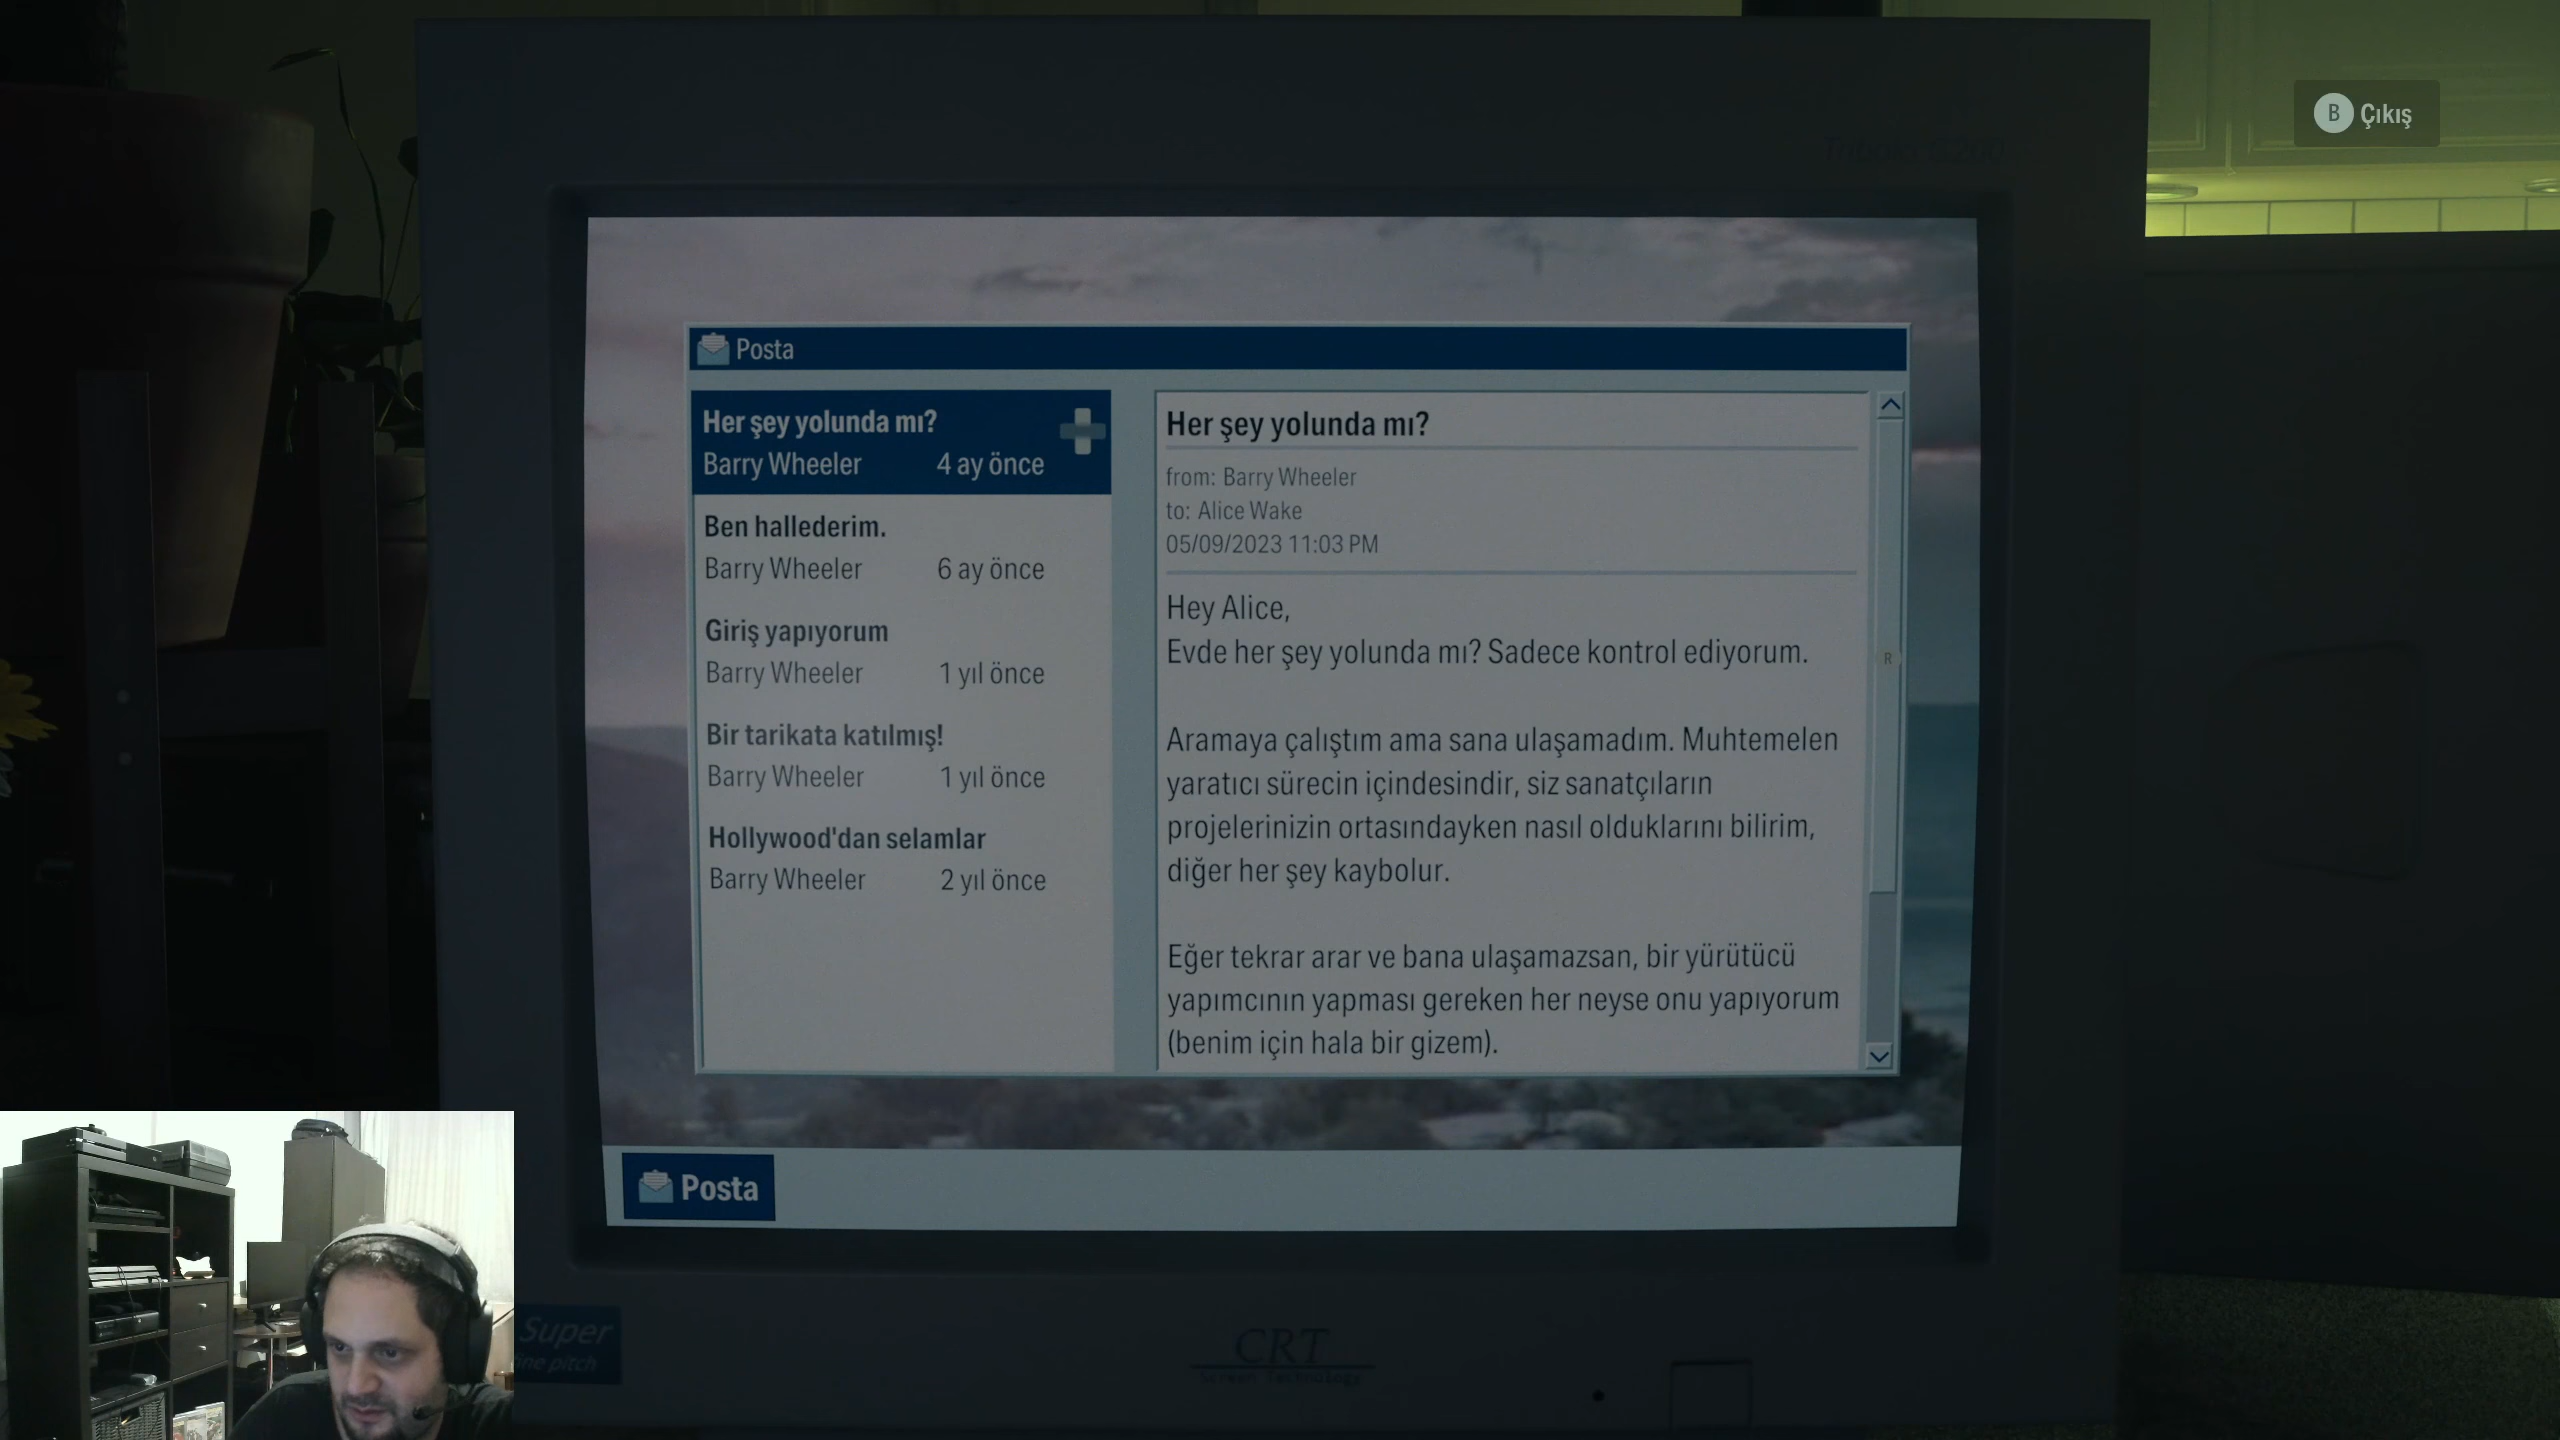 B Çıkış
Posta
Her şey yolunda mı?
Barry Wheeler 4 ay önce
Ben hallederim.
Barry Wheeler 6 ay önce
Giriş yapıyorum
Barry Wheeler 1 yıl önce
Bir tarikata katılmış!
Barry Wheeler 1 yıl önce
Hollywood'dan selamlar
Barry Wheeler 2 yıl önce
Her şey yolunda mı?
from: Barry Wheeler
to: Alice Wake
05/09/2023 11:03 PM
Hey Alice,
Evde her şey yolunda mı? Sadece kontrol ediyorum.
Aramaya çalıştım ama sana ulaşamadım. Muhtemelen
yaratıcı sürecin içindesindir, siz sanatçıların
projelerinizin ortasındayken nasıl olduklarını bilirim,
diğer her şey kaybolur.
Eğer tekrar arar ve bana ulaşamazsan, bir yürütücü
yapımcının yapması gereken her neyse onu yapıyorum
(benim için hala bir gizem).
R
Posta
Super
fine pitch
CRT
Screen Technology